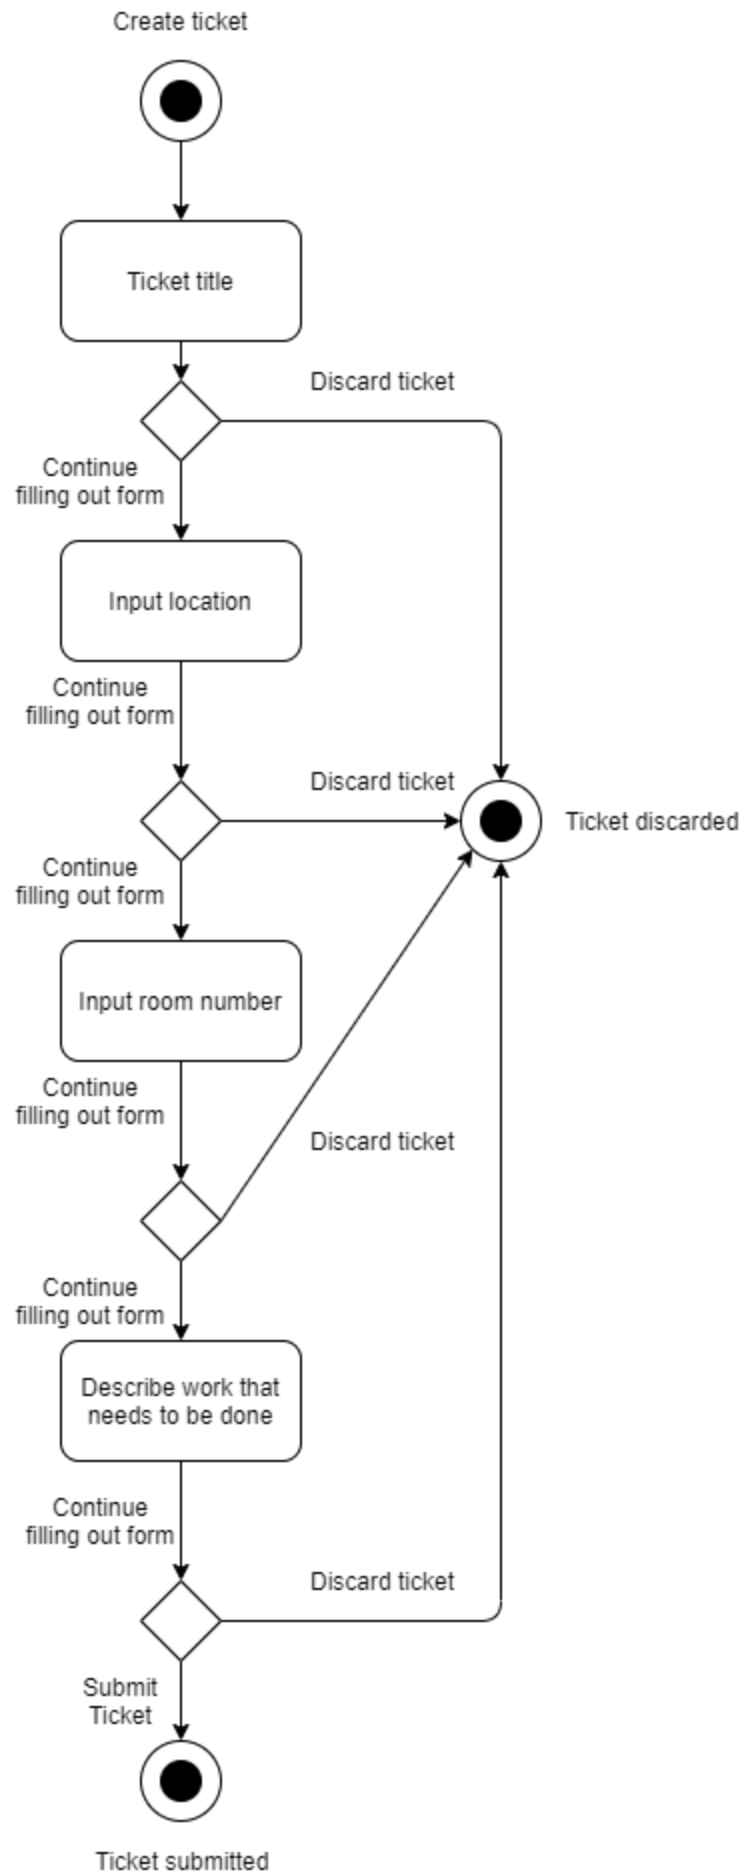 Create ticket
Ticket title
Discard ticket
Continue
filling out form
Input location
Continue
filling out form
Discard ticket
Ticket discarded
Continue
filling out form
Input room number
Continue
filling out form
Discard ticket
Continue
filling out form
Describe work that
needs to be done
Continue
filling out form
Discard ticket
Submit
Ticket
Ticket submitted